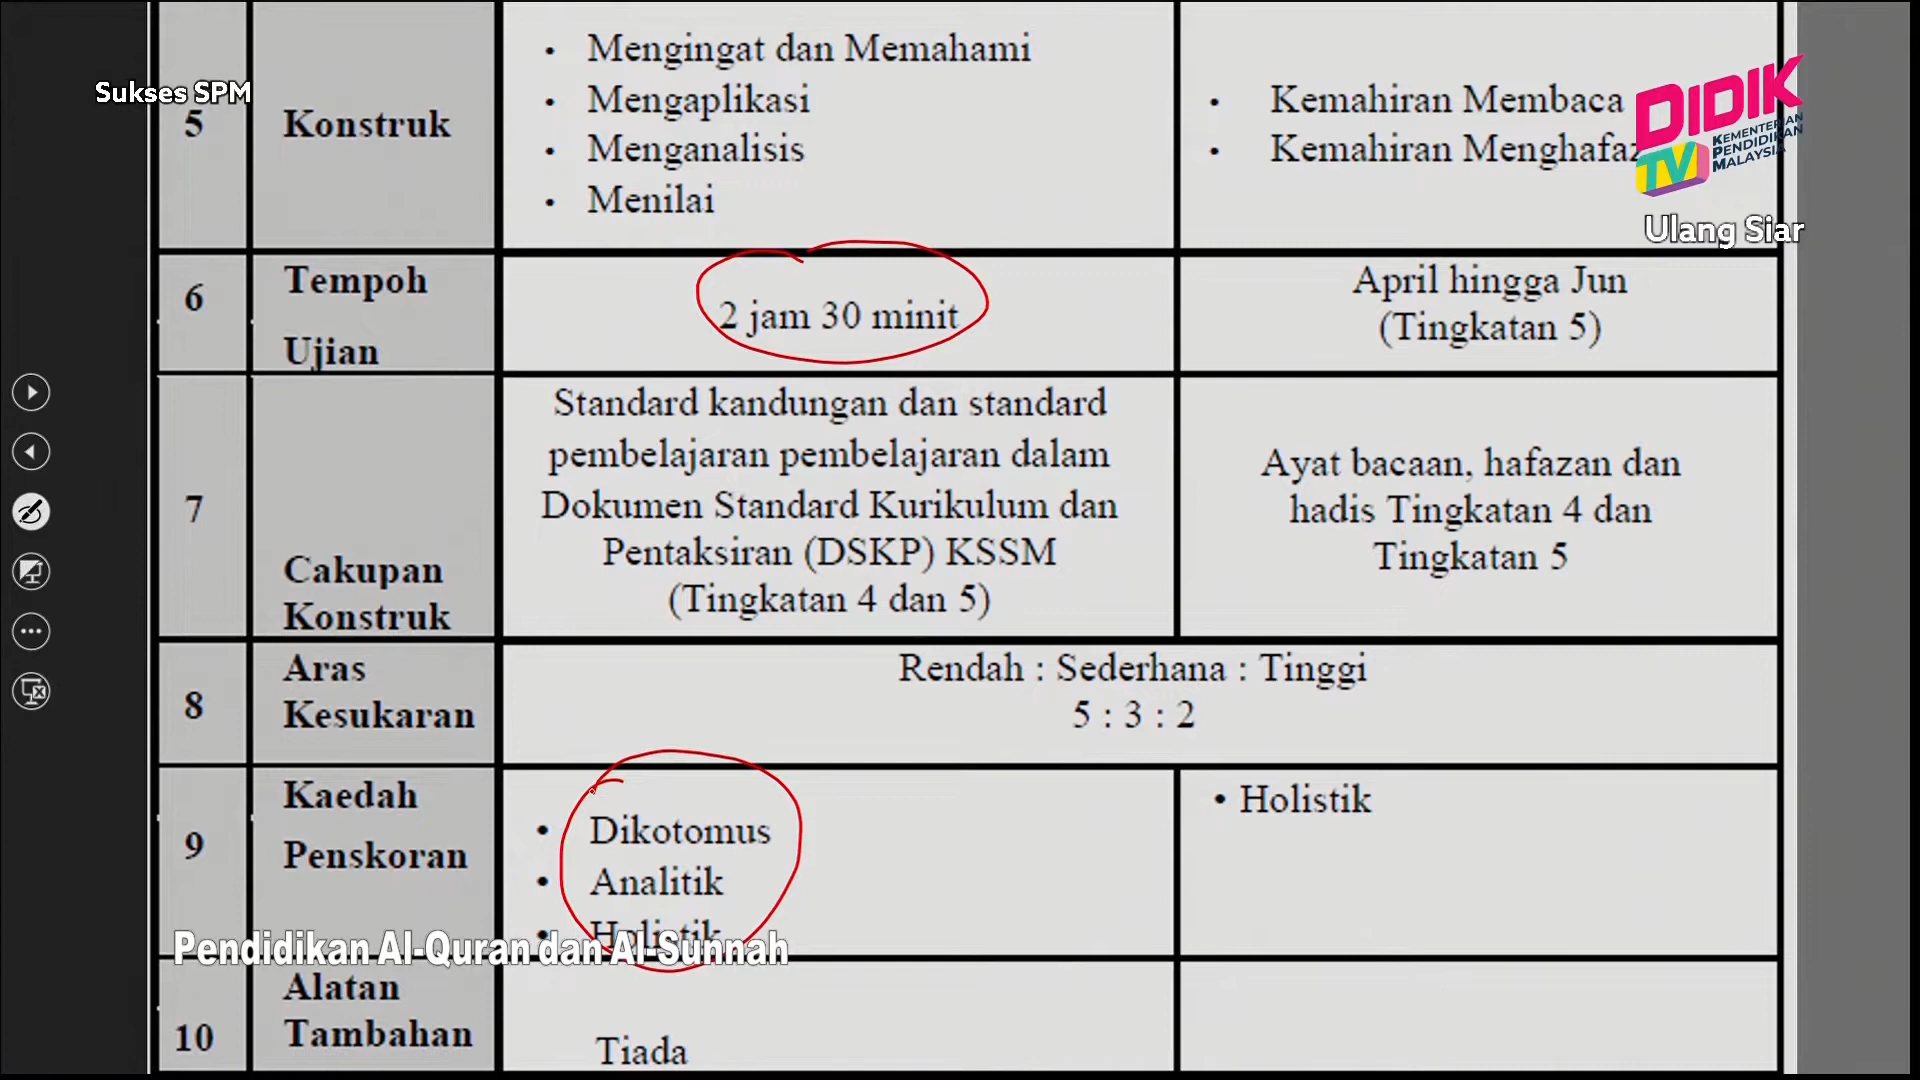 Sukses SPM
5
Konstruk
• Mengingat dan Memahami
• Mengaplikasi
• Menganalisis
• Menilai
• Kemahiran Membaca
• Kemahiran Menghafaz
DIDIK
TV
KEMENTERIAN
PENDIDIKAN
MALAYSIA
Ulang Siar
6
Tempoh
Ujian
2 jam 30 minit
April hingga Jun
(Tingkatan 5)
7
Cakupan
Konstruk
Standard kandungan dan standard
pembelajaran pembelajaran dalam
Dokumen Standard Kurikulum dan
Pentaksiran (DSKP) KSSM
(Tingkatan 4 dan 5)
Ayat bacaan, hafazan dan
hadis Tingkatan 4 dan
Tingkatan 5
8
Aras
Kesukaran
Rendah : Sederhana : Tinggi
5 : 3 : 2
9
Kaedah
Penskoran
• Dikotomus
• Analitik
• Holistik
• Holistik
Pendidikan Al-Quran dan Al-Sunnah
10
Alatan
Tambahan
Tiada